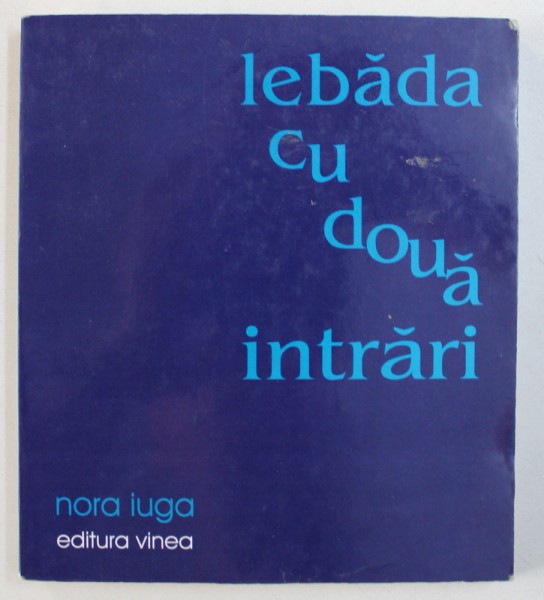 lebăda
cu
două
intrări
nora iuga
editura vinea